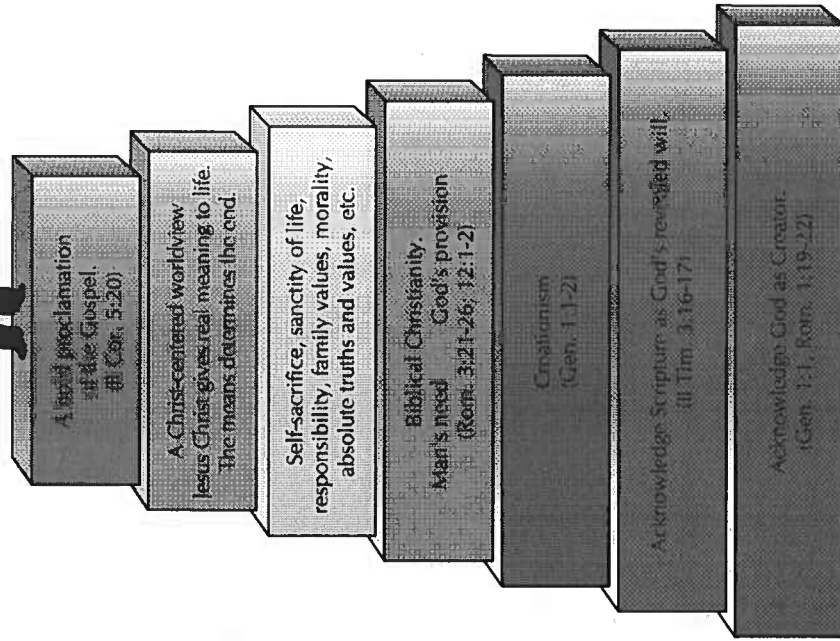 A bold proclamation
of the Gospel.
(II Cor. 5:20)
A Christ-centered worldview
Jesus Christ gives real meaning to life.
The means determines the end.
Self-sacrifice, sanctity of life,
responsibility, family values, morality,
absolute truths and values, etc.
Biblical Christianity.
Man's need God's provision
(Rom. 3:21-26; 12:1-2)
Creationism
(Gen. 1:1-2)
Acknowledge Scripture as God's revealed will.
(II Tim. 3:16-17)
Acknowledge God as Creator.
(Gen. 1:1, Rom. 1:19-22)